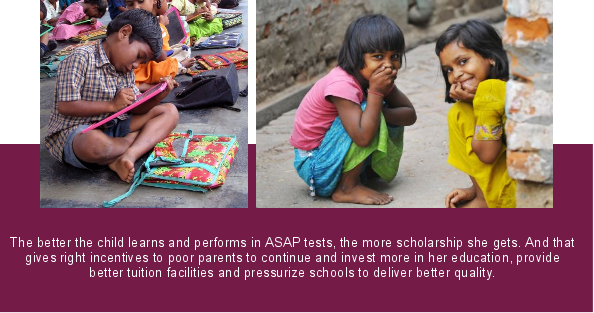 The better the child learns and performs in ASAP tests, the more scholarship she gets. And that
gives right incentives to poor parents to continue and invest more in her education, provide
better tuition facilities and pressurize schools to deliver better quality.